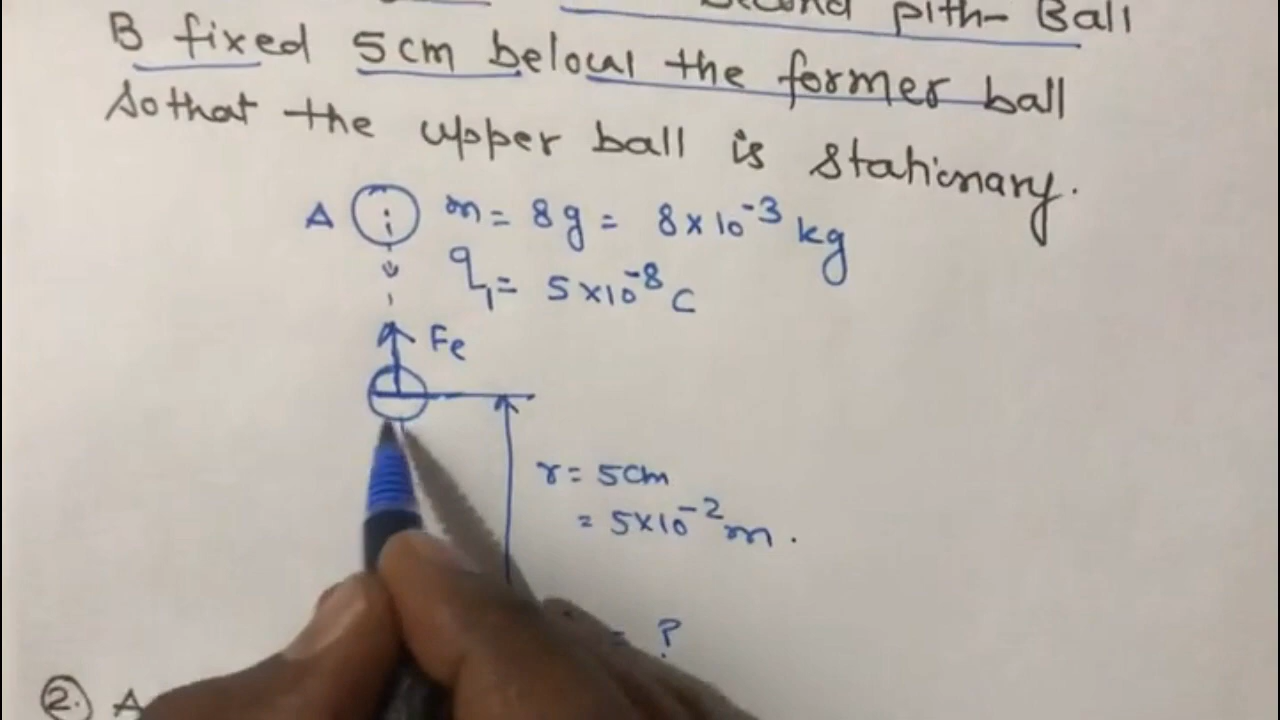 second pith-Ball
B fixed 5cm below the former ball
so that the upper ball is stationary.
A m = 8g = 8×10⁻³ kg
q₁ = 5×10⁻⁸ C
Fe
r = 5cm
= 5×10⁻² m.
= ?
2. A